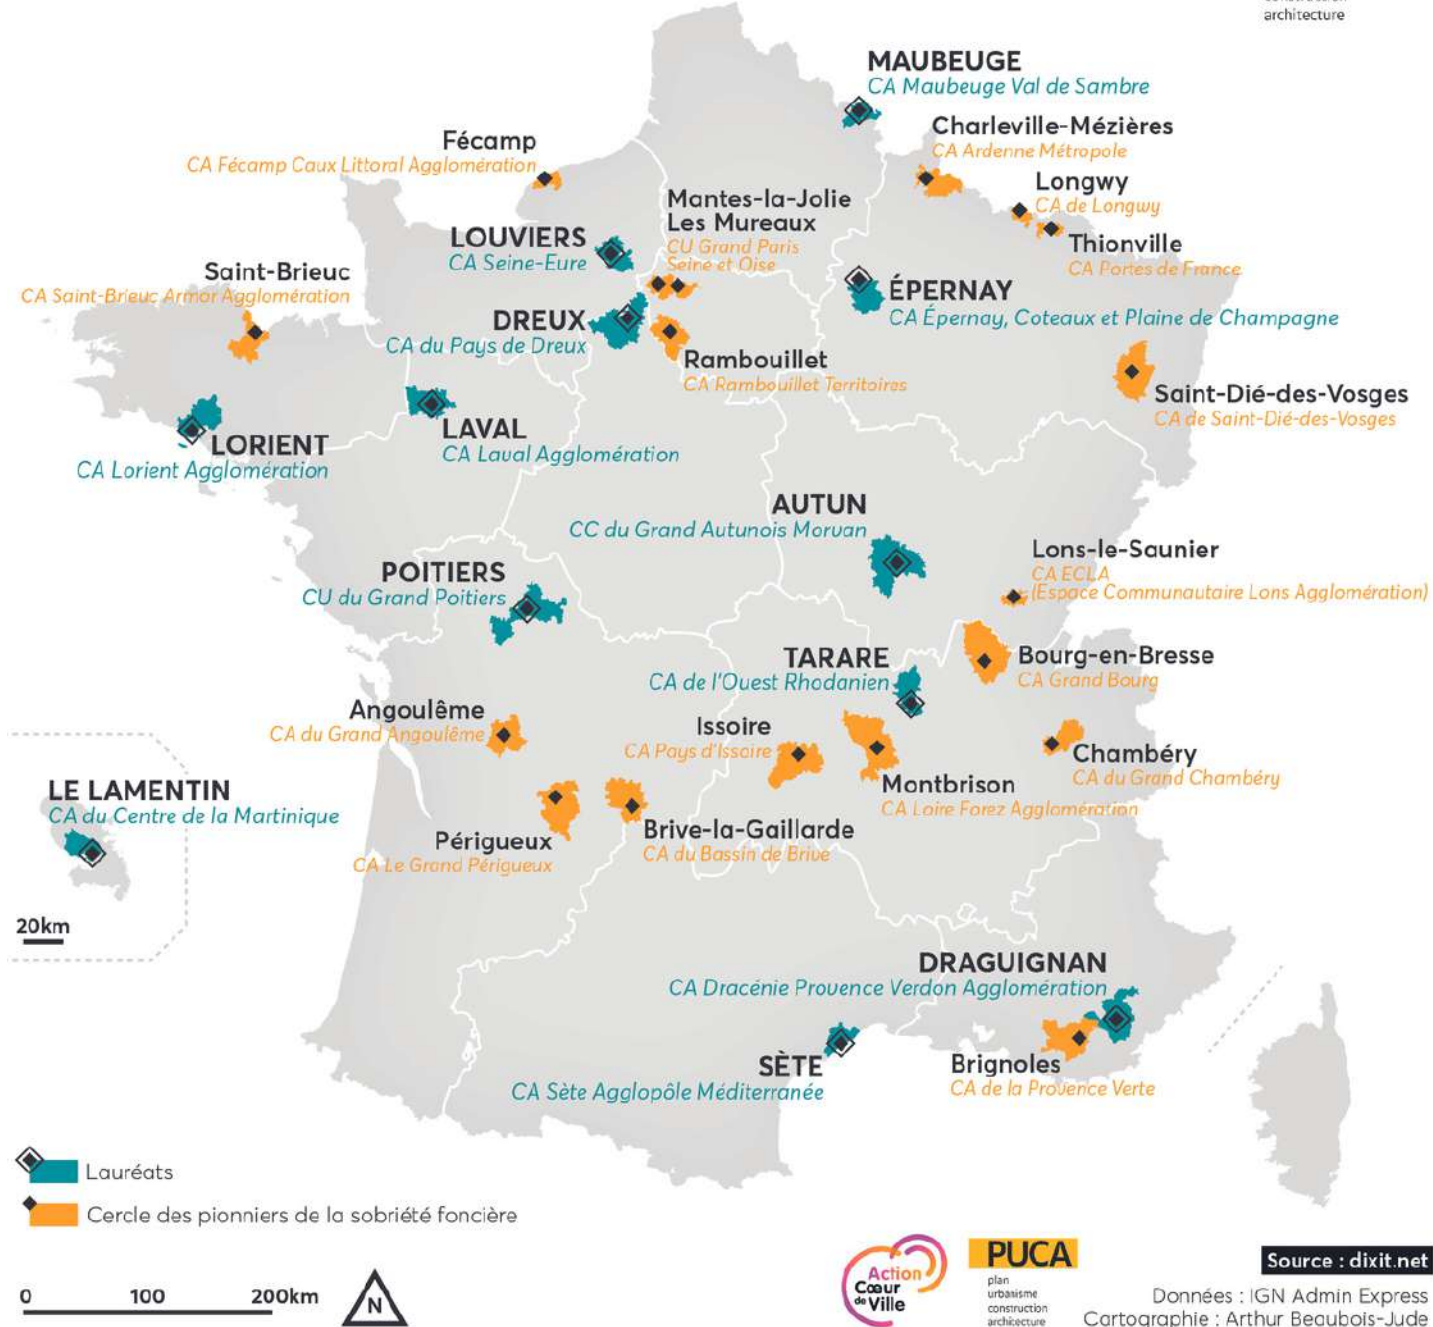 architecture
MAUBEUGE
CA Maubeuge Val de Sambre
Charleville-Mézières
CA Ardenne Métropole
Fécamp
CA Fécamp Caux Littoral Agglomération
Longwy
CA de Longwy
Mantes-la-Jolie
Les Mureaux
CU Grand Paris
Seine et Oise
LOUVIERS
CA Seine-Eure
Thionville
CA Portes de France
Saint-Brieuc
CA Saint-Brieuc Armor Agglomération
ÉPERNAY
CA Épernay, Coteaux et Plaine de Champagne
DREUX
CA du Pays de Dreux
Rambouillet
CA Rambouillet Territoires
Saint-Dié-des-Vosges
CA de Saint-Dié-des-Vosges
LAVAL
CA Laval Agglomération
LORIENT
CA Lorient Agglomération
AUTUN
CC du Grand Autunois Morvan
Lons-le-Saunier
CA ECLA
(Espace Communautaire Lons Agglomération)
POITIERS
CU du Grand Poitiers
TARARE
CA de l'Ouest Rhodanien
Bourg-en-Bresse
CA Grand Bourg
Angoulême
CA du Grand Angoulême
Issoire
CA Pays d'Issoire
Chambéry
CA du Grand Chambéry
Montbrison
CA Loire Forez Agglomération
LE LAMENTIN
CA du Centre de la Martinique
Périgueux
CA Le Grand Périgueux
Brive-la-Gaillarde
CA du Bassin de Brive
20km
DRAGUIGNAN
CA Dracénie Provence Verdon Agglomération
SÈTE
CA Sète Agglopôle Méditerranée
Brignoles
CA de la Provence Verte
Lauréats
Cercle des pionniers de la sobriété foncière
0 100 200km
N
Action
Cœur
de Ville
PUCA
plan
urbanisme
construction
architecture
Source : dixit.net
Données : IGN Admin Express
Cartographie : Arthur Beaubois-Jude